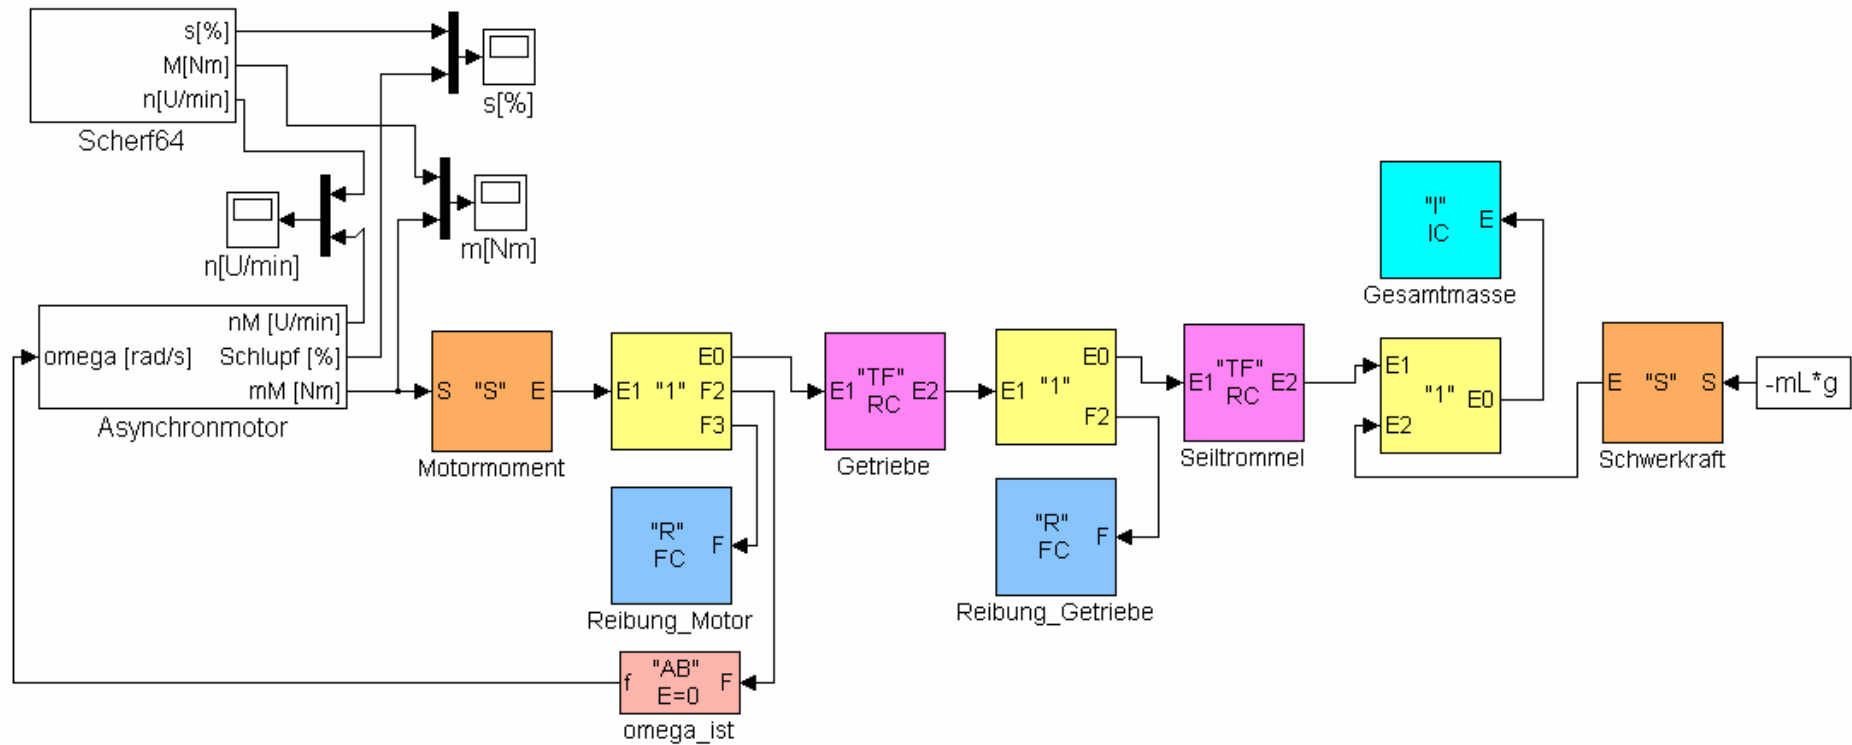 s[%]
M[Nm]
n[U/min]
Scherf64
s[%]
n[U/min]
m[Nm]
omega [rad/s]
nM [U/min]
Schlupf [%]
mM [Nm]
Asynchronmotor
S "S" E
Motormoment
E1 "1" E0
F2
F3
"R"
FC
F
Reibung_Motor
"AB"
E=0
f
F
omega_ist
E1 "TF" E2
RC
Getriebe
E1 "1" E0
F2
"R"
FC
F
Reibung_Getriebe
E1 "TF" E2
RC
Seiltrommel
"I"
IC
E
Gesamtmasse
E1
"1" E0
E2
E "S" S
Schwerkraft
-mL*g